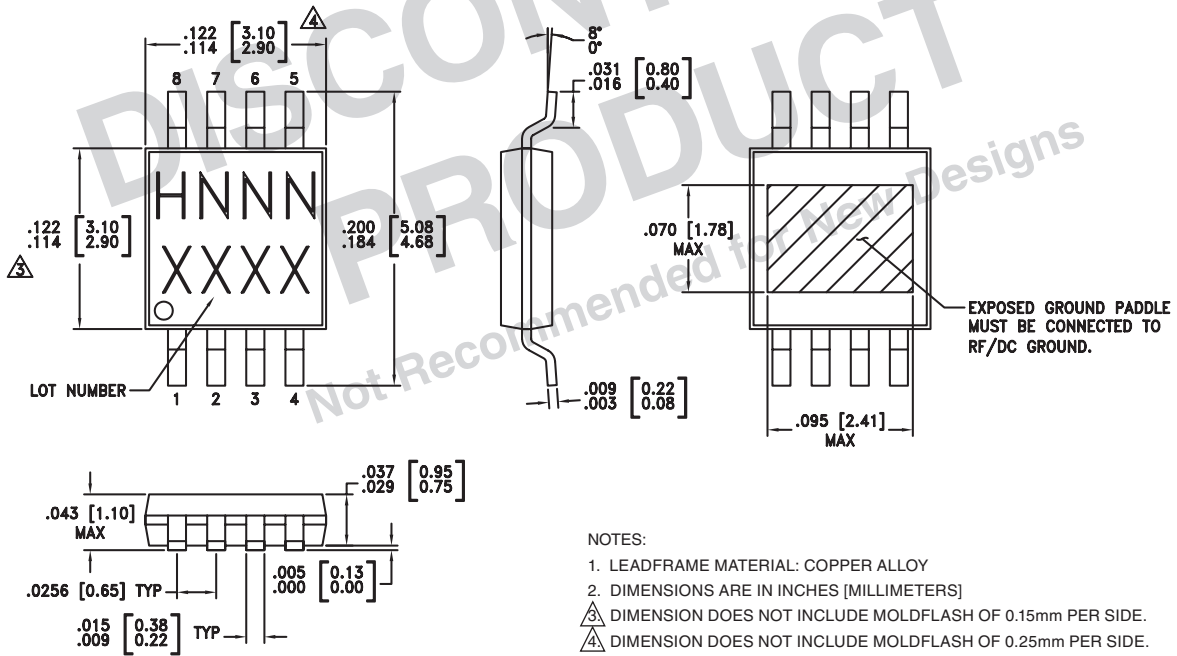 DISCONT
PRODUCT
Not Recommended for New Designs
.122 [3.10]
.114 [2.90]
4
8 7 6 5
HNNN
XXXX
.122 [3.10]
.114 [2.90]
3
.200 [5.08]
.184 [4.68]
LOT NUMBER
1 2 3 4
8°
0°
.031 [0.80]
.016 [0.40]
.009 [0.22]
.003 [0.08]
.070 [1.78]
MAX
EXPOSED GROUND PADDLE
MUST BE CONNECTED TO
RF/DC GROUND.
.095 [2.41]
MAX
.037 [0.95]
.029 [0.75]
.043 [1.10]
MAX
.0256 [0.65] TYP
.005 [0.13]
.000 [0.00]
.015 [0.38]
.009 [0.22]
TYP
NOTES:
1. LEADFRAME MATERIAL: COPPER ALLOY
2. DIMENSIONS ARE IN INCHES [MILLIMETERS]
3. DIMENSION DOES NOT INCLUDE MOLDFLASH OF 0.15mm PER SIDE.
4. DIMENSION DOES NOT INCLUDE MOLDFLASH OF 0.25mm PER SIDE.